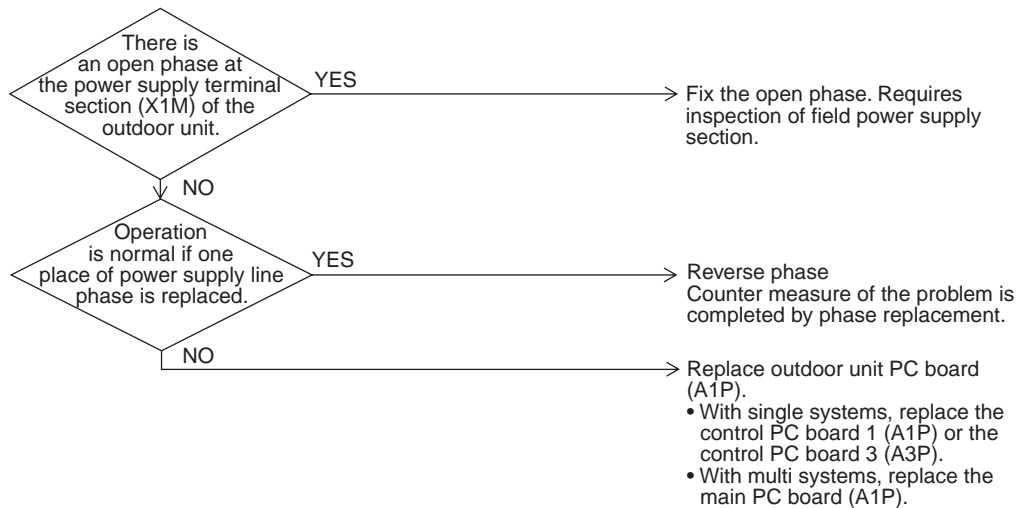 There is
an open phase at
the power supply terminal
section (X1M) of the
outdoor unit.
YES
Fix the open phase. Requires
inspection of field power supply
section.
NO
Operation
is normal if one
place of power supply line
phase is replaced.
YES
Reverse phase
Counter measure of the problem is
completed by phase replacement.
NO
Replace outdoor unit PC board
(A1P).
• With single systems, replace the
control PC board 1 (A1P) or the
control PC board 3 (A3P).
• With multi systems, replace the
main PC board (A1P).